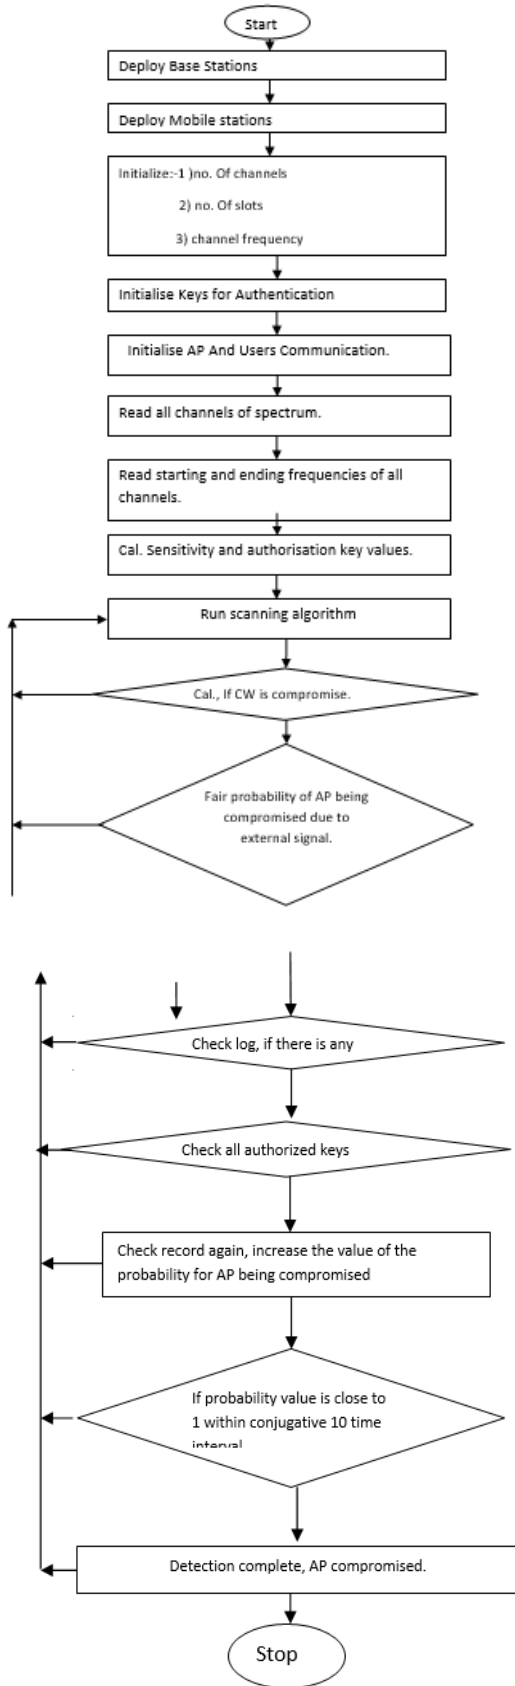 Start
Deploy Base Stations
Deploy Mobile stations
Initialize:-1 )no. Of channels
2) no. Of slots
3) channel frequency
Initialise Keys for Authentication
Initialise AP And Users Communication.
Read all channels of spectrum.
Read starting and ending frequencies of all
channels.
Cal. Sensitivity and authorisation key values.
Run scanning algorithm
Cal., If CW is compromise.
Fair probability of AP being
compromised due to
external signal.
Check log, if there is any
Check all authorized keys
Check record again, increase the value of the
probability for AP being compromised
If probability value is close to
1 within conjugative 10 time
interval
Detection complete, AP compromised.
Stop